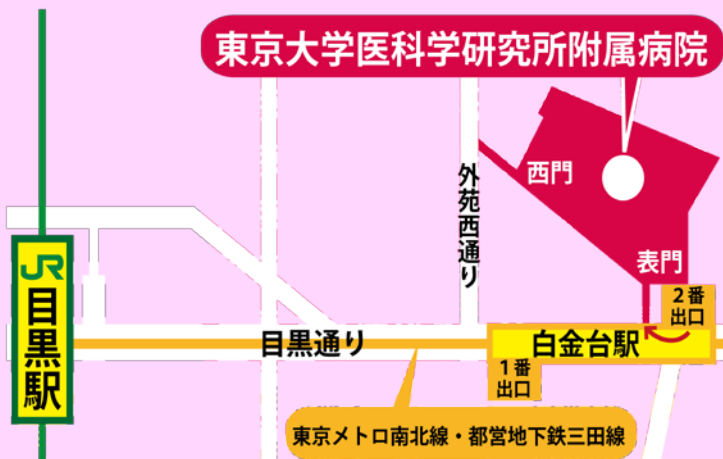 東京大学医科学研究所附属病院
西門
外苑西通り
表門
JR
目黒駅
2番
出口
目黒通り
白金台駅
1番
出口
東京メトロ南北線・都営地下鉄三田線